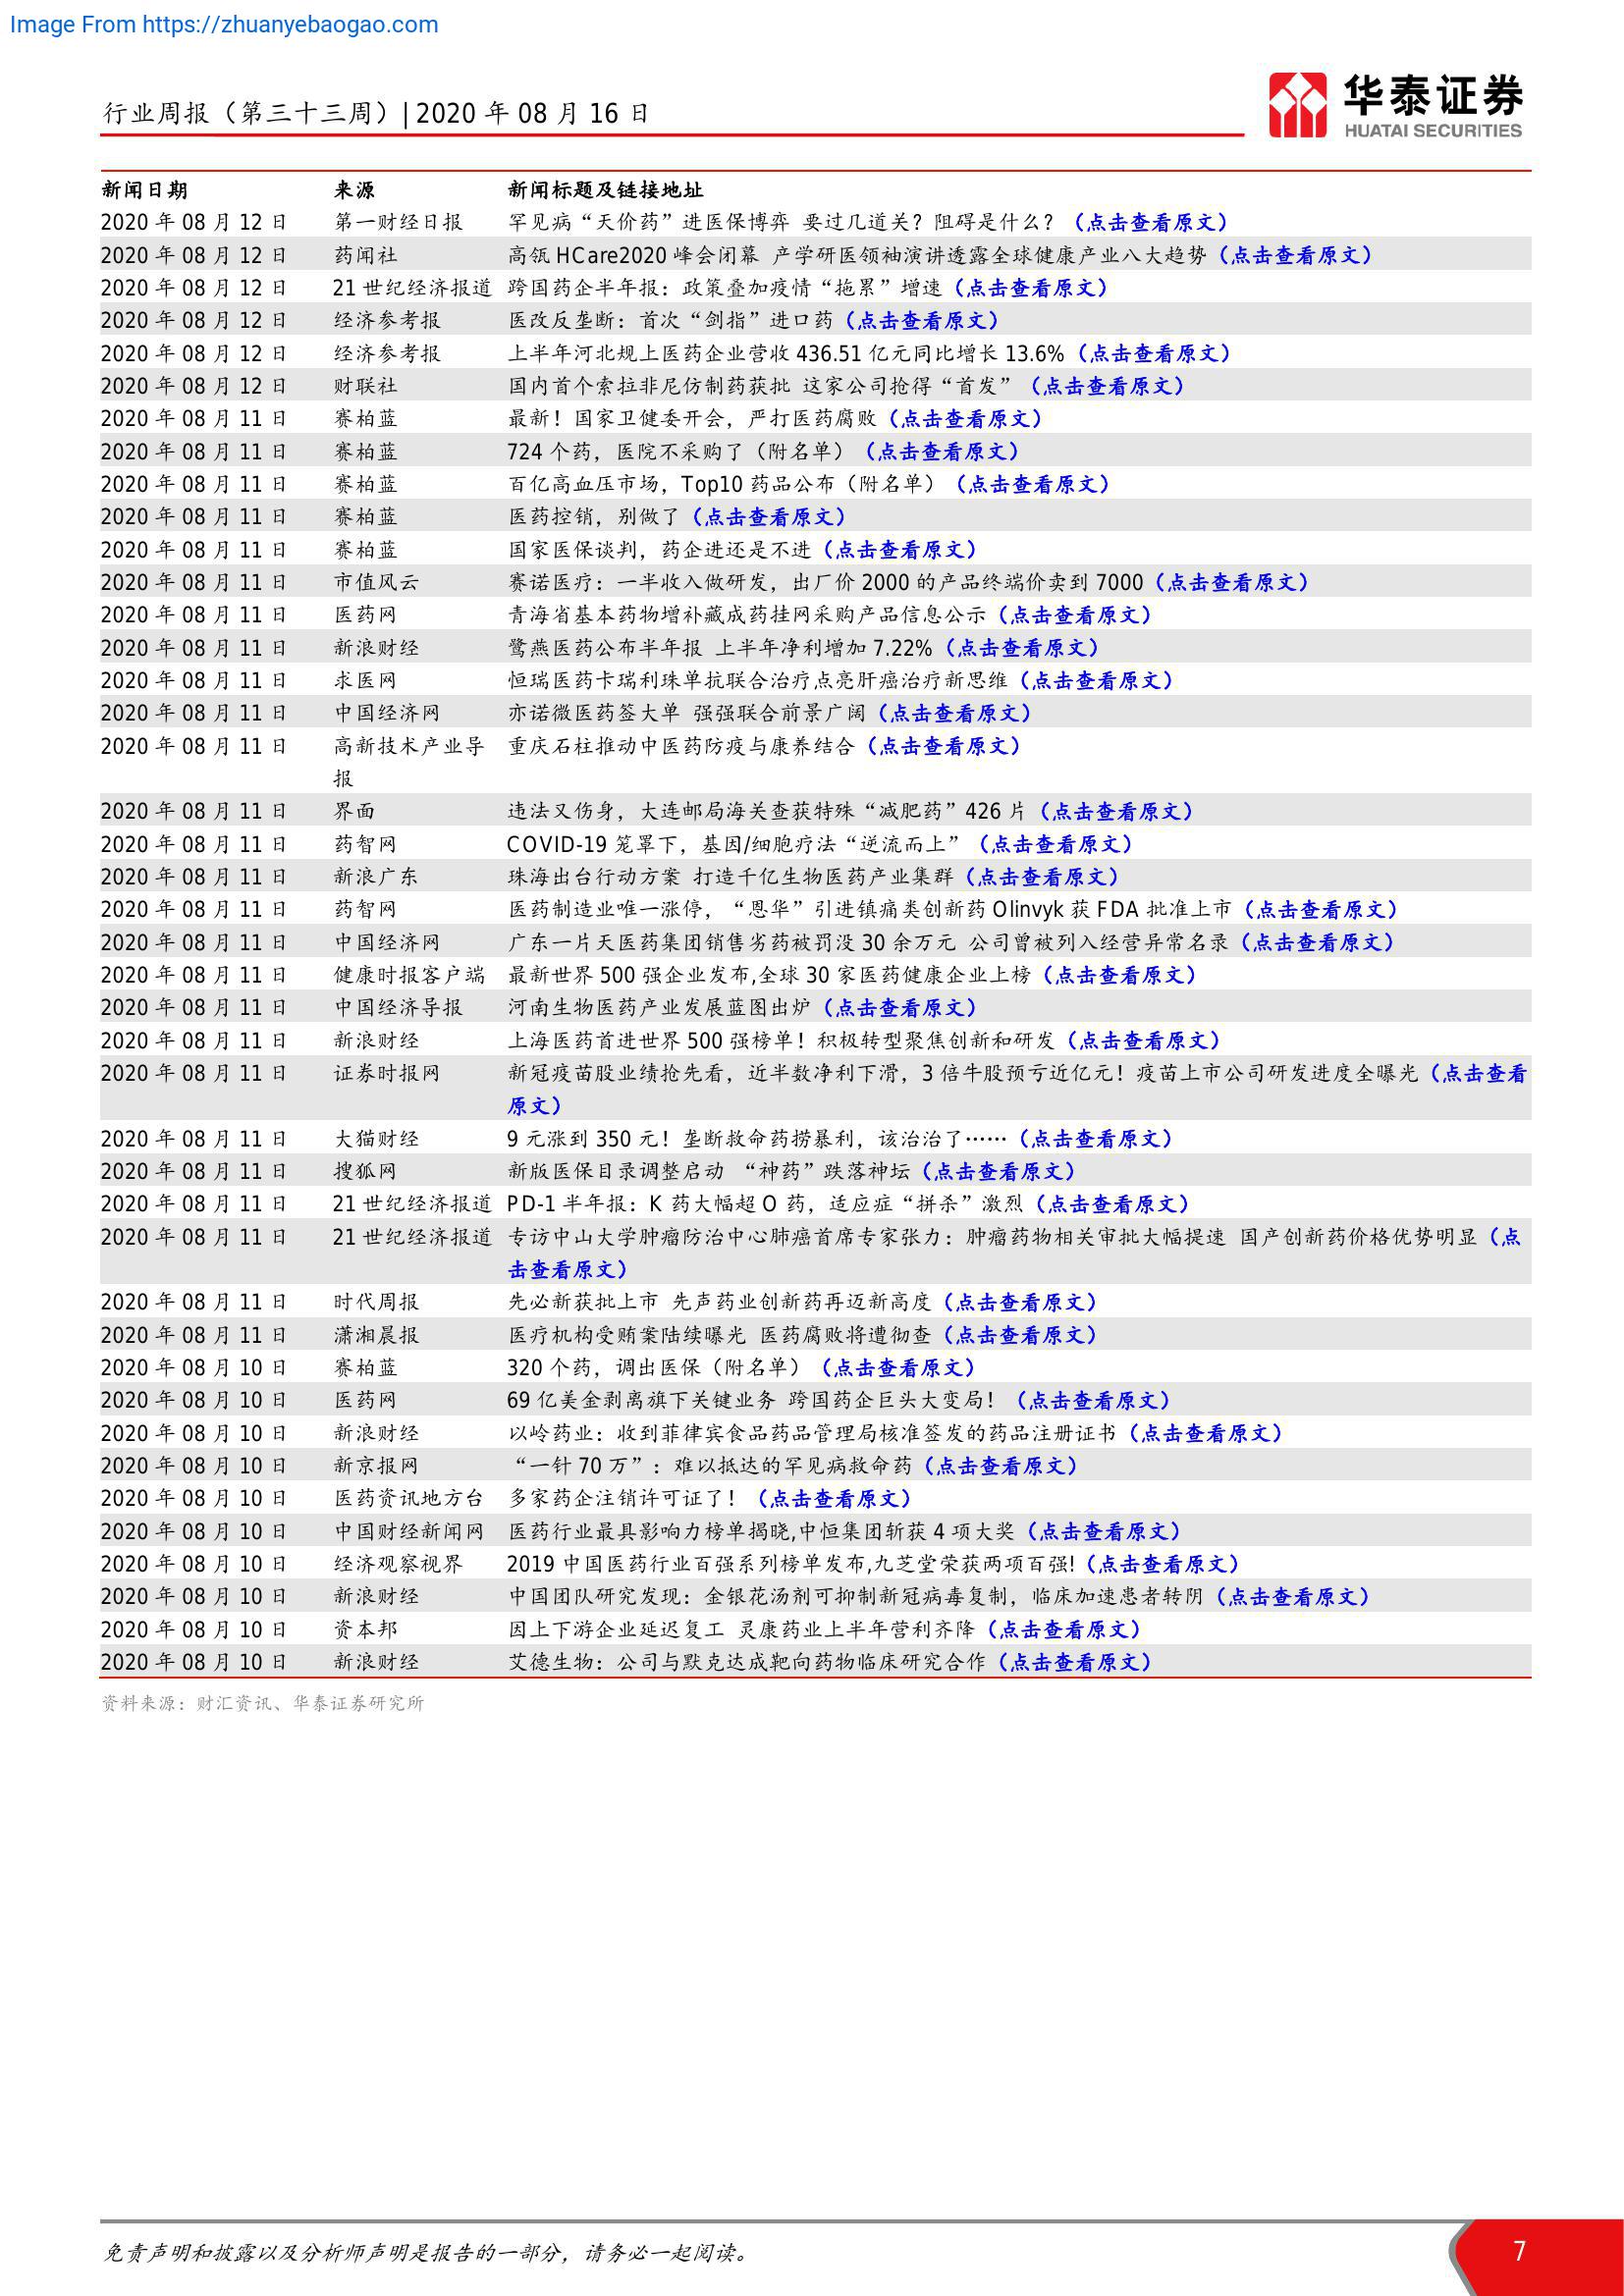 Image From https://zhuanyebaogao.com
行业周报（第三十三周）| 2020 年 08 月 16 日
华泰证券
HUATAI SECURITIES
新闻日期 来源 新闻标题及链接地址
2020 年 08 月 12 日 第一财经日报 罕见病“天价药”进医保博弈 要过几道关？阻碍是什么？（点击查看原文）
2020 年 08 月 12 日 药闻社 高瓴 HCare2020 峰会闭幕 产学研医领袖演讲透露全球健康产业八大趋势（点击查看原文）
2020 年 08 月 12 日 21 世纪经济报道 跨国药企半年报：政策叠加疫情“拖累”增速（点击查看原文）
2020 年 08 月 12 日 经济参考报 医改反垄断：首次“剑指”进口药（点击查看原文）
2020 年 08 月 12 日 经济参考报 上半年河北规上医药企业营收 436.51 亿元同比增长 13.6%（点击查看原文）
2020 年 08 月 12 日 财联社 国内首个索拉非尼仿制药获批 这家公司抢得“首发”（点击查看原文）
2020 年 08 月 11 日 赛柏蓝 最新！国家卫健委开会，严打医药腐败（点击查看原文）
2020 年 08 月 11 日 赛柏蓝 724 个药，医院不采购了（附名单）（点击查看原文）
2020 年 08 月 11 日 赛柏蓝 百亿高血压市场，Top10 药品公布（附名单）（点击查看原文）
2020 年 08 月 11 日 赛柏蓝 医药控销，别做了（点击查看原文）
2020 年 08 月 11 日 赛柏蓝 国家医保谈判，药企进还是不进（点击查看原文）
2020 年 08 月 11 日 市值风云 赛诺医疗：一半收入做研发，出厂价 2000 的产品终端价卖到 7000（点击查看原文）
2020 年 08 月 11 日 医药网 青海省基本药物增补藏成药挂网采购产品信息公示（点击查看原文）
2020 年 08 月 11 日 新浪财经 鹭燕医药公布半年报 上半年净利增加 7.22%（点击查看原文）
2020 年 08 月 11 日 求医网 恒瑞医药卡瑞利珠单抗联合治疗点亮肝癌治疗新思维（点击查看原文）
2020 年 08 月 11 日 中国经济网 亦诺微医药签大单 强强联合前景广阔（点击查看原文）
2020 年 08 月 11 日 高新技术产业导 重庆石柱推动中医药防疫与康养结合（点击查看原文）
报
2020 年 08 月 11 日 界面 违法又伤身，大连邮局海关查获特殊“减肥药”426 片（点击查看原文）
2020 年 08 月 11 日 药智网 COVID-19 笼罩下，基因/细胞疗法“逆流而上”（点击查看原文）
2020 年 08 月 11 日 新浪广东 珠海出台行动方案 打造千亿生物医药产业集群（点击查看原文）
2020 年 08 月 11 日 药智网 医药制造业唯一涨停，“恩华”引进镇痛类创新药 Olinvyk 获 FDA 批准上市（点击查看原文）
2020 年 08 月 11 日 中国经济网 广东一片天医药集团销售劣药被罚没 30 余万元 公司曾被列入经营异常名录（点击查看原文）
2020 年 08 月 11 日 健康时报客户端 最新世界 500 强企业发布,全球 30 家医药健康企业上榜（点击查看原文）
2020 年 08 月 11 日 中国经济导报 河南生物医药产业发展蓝图出炉（点击查看原文）
2020 年 08 月 11 日 新浪财经 上海医药首进世界 500 强榜单！积极转型聚焦创新和研发（点击查看原文）
2020 年 08 月 11 日 证券时报网 新冠疫苗股业绩抢先看，近半数净利下滑，3 倍牛股预亏近亿元！疫苗上市公司研发进度全曝光（点击查看
原文）
2020 年 08 月 11 日 大猫财经 9 元涨到 350 元！垄断救命药捞暴利，该治治了……（点击查看原文）
2020 年 08 月 11 日 搜狐网 新版医保目录调整启动 “神药”跌落神坛（点击查看原文）
2020 年 08 月 11 日 21 世纪经济报道 PD-1 半年报：K 药大幅超 O 药，适应症“拼杀”激烈（点击查看原文）
2020 年 08 月 11 日 21 世纪经济报道 专访中山大学肿瘤防治中心肺癌首席专家张力：肿瘤药物相关审批大幅提速 国产创新药价格优势明显（点
击查看原文）
2020 年 08 月 11 日 时代周报 先必新获批上市 先声药业创新药再迈新高度（点击查看原文）
2020 年 08 月 11 日 潇湘晨报 医疗机构受贿案陆续曝光 医药腐败将遭彻查（点击查看原文）
2020 年 08 月 10 日 赛柏蓝 320 个药，调出医保（附名单）（点击查看原文）
2020 年 08 月 10 日 医药网 69 亿美金剥离旗下关键业务 跨国药企巨头大变局！（点击查看原文）
2020 年 08 月 10 日 新浪财经 以岭药业：收到菲律宾食品药品管理局核准签发的药品注册证书（点击查看原文）
2020 年 08 月 10 日 新京报网 “一针 70 万”：难以抵达的罕见病救命药（点击查看原文）
2020 年 08 月 10 日 医药资讯地方台 多家药企注销许可证了！（点击查看原文）
2020 年 08 月 10 日 中国财经新闻网 医药行业最具影响力榜单揭晓,中恒集团斩获 4 项大奖（点击查看原文）
2020 年 08 月 10 日 经济观察视界 2019 中国医药行业百强系列榜单发布,九芝堂荣获两项百强!（点击查看原文）
2020 年 08 月 10 日 新浪财经 中国团队研究发现：金银花汤剂可抑制新冠病毒复制，临床加速患者转阴（点击查看原文）
2020 年 08 月 10 日 资本邦 因上下游企业延迟复工 灵康药业上半年营利齐降（点击查看原文）
2020 年 08 月 10 日 新浪财经 艾德生物：公司与默克达成靶向药物临床研究合作（点击查看原文）
资料来源：财汇资讯、华泰证券研究所
免责声明和披露以及分析师声明是报告的一部分，请务必一起阅读。
7